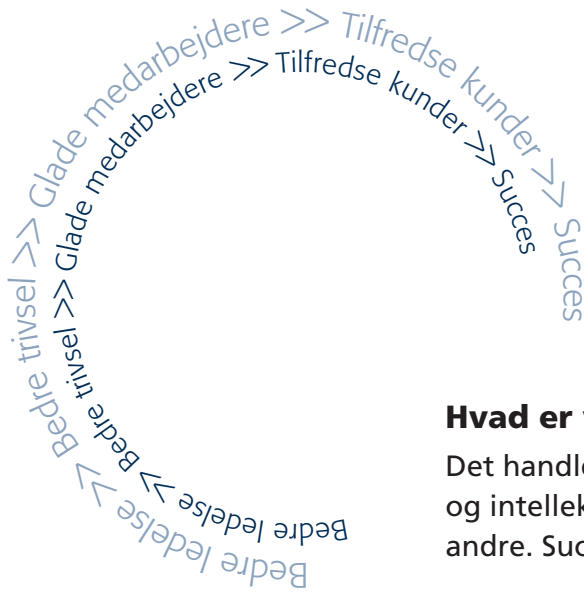 Bedre ledelse >> Bedre trivsel >> Glade medarbejdere >> Tilfredse kunder >> Succes
Bedre ledelse >> Bedre trivsel >> Glade medarbejdere >> Tilfredse kunder >> Succes
Hvad er
Det handle
og intellek
andre. Suc